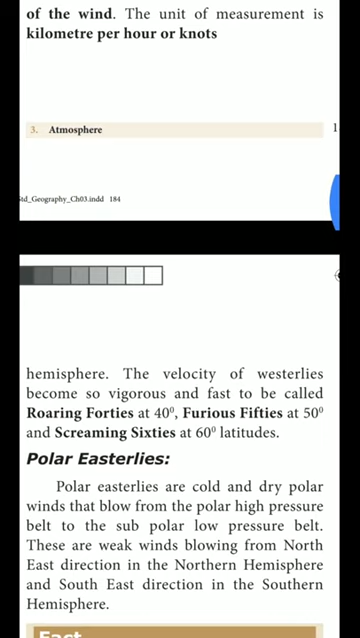 of the wind. The unit of measurement is
kilometre per hour or knots
3. Atmosphere
td_Geography_Ch03.indd 184
hemisphere. The velocity of westerlies
become so vigorous and fast to be called
Roaring Forties at 40⁰, Furious Fifties at 50⁰
and Screaming Sixties at 60⁰ latitudes.
Polar Easterlies:
Polar easterlies are cold and dry polar
winds that blow from the polar high pressure
belt to the sub polar low pressure belt.
These are weak winds blowing from North
East direction in the Northern Hemisphere
and South East direction in the Southern
Hemisphere.